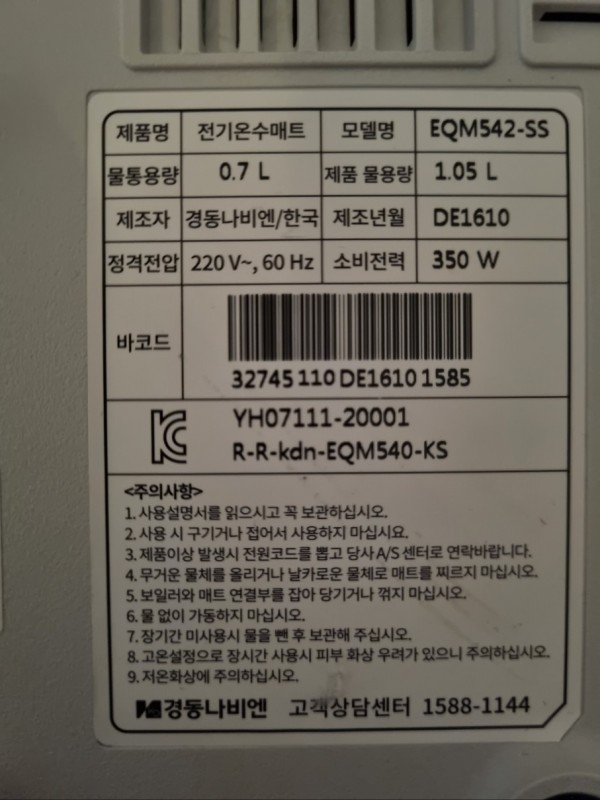 제품명 전기온수매트 모델명 EQM542-SS
물통용량 0.7 L 제품 물용량 1.05 L
제조자 경동나비엔/한국 제조년월 DE1610
정격전압 220 V~, 60 Hz 소비전력 350 W
바코드
32745 110 DE1610 1585
YH07111-20001
R-R-kdn-EQM540-KS
<주의사항>
1. 사용설명서를 읽으시고 꼭 보관하십시오.
2. 사용 시 구기거나 접어서 사용하지 마십시요.
3. 제품이상 발생시 전원코드를 뽑고 당사 A/S 센터로 연락바랍니다.
4. 무거운 물체를 올리거나 날카로운 물체로 매트를 찌르지 마십시오.
5. 보일러와 매트 연결부를 잡아 당기거나 꺾지 마십시오.
6. 물 없이 가동하지 마십시오.
7. 장기간 미사용시 물을 뺀 후 보관해 주십시오.
8. 고온설정으로 장시간 사용시 피부 화상 우려가 있으니 주의하십시오.
9. 저온화상에 주의하십시오.
경동나비엔 고객상담센터 1588-1144